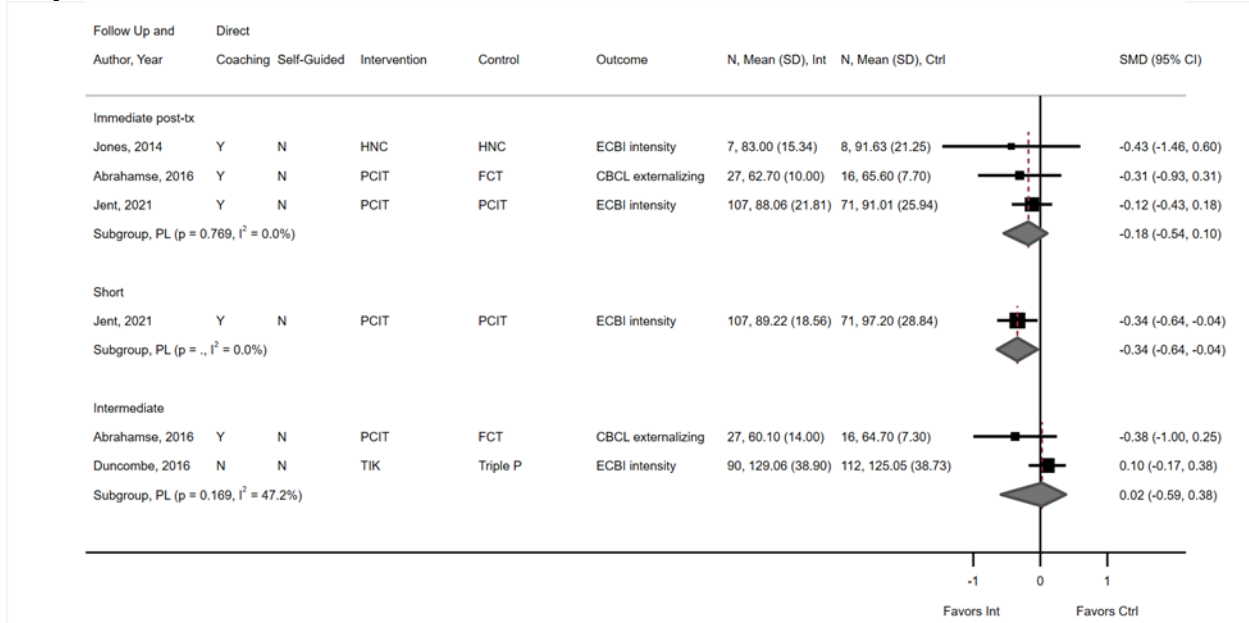 Follow Up and Direct
Author, Year Coaching Self-Guided Intervention Control Outcome N, Mean (SD), Int N, Mean (SD), Ctrl SMD (95% CI)
Immediate post-tx
Jones, 2014 Y N HNC HNC ECBI intensity 7, 83.00 (15.34) 8, 91.63 (21.25) -0.43 (-1.46, 0.60)
Abrahamse, 2016 Y N PCIT FCT CBCL externalizing 27, 62.70 (10.00) 16, 65.60 (7.70) -0.31 (-0.93, 0.31)
Jent, 2021 Y N PCIT PCIT ECBI intensity 107, 88.06 (21.81) 71, 91.01 (25.94) -0.12 (-0.43, 0.18)
Subgroup, PL (p = 0.769, I² = 0.0%) -0.18 (-0.54, 0.10)
Short
Jent, 2021 Y N PCIT PCIT ECBI intensity 107, 89.22 (18.56) 71, 97.20 (28.84) -0.34 (-0.64, -0.04)
Subgroup, PL (p = ., I² = 0.0%) -0.34 (-0.64, -0.04)
Intermediate
Abrahamse, 2016 Y N PCIT FCT CBCL externalizing 27, 60.10 (14.00) 16, 64.70 (7.30) -0.38 (-1.00, 0.25)
Duncombe, 2016 N N TIK Triple P ECBI intensity 90, 129.06 (38.90) 112, 125.05 (38.73) 0.10 (-0.17, 0.38)
Subgroup, PL (p = 0.169, I² = 47.2%) 0.02 (-0.59, 0.38)
-1 0 1
Favors Int Favors Ctrl